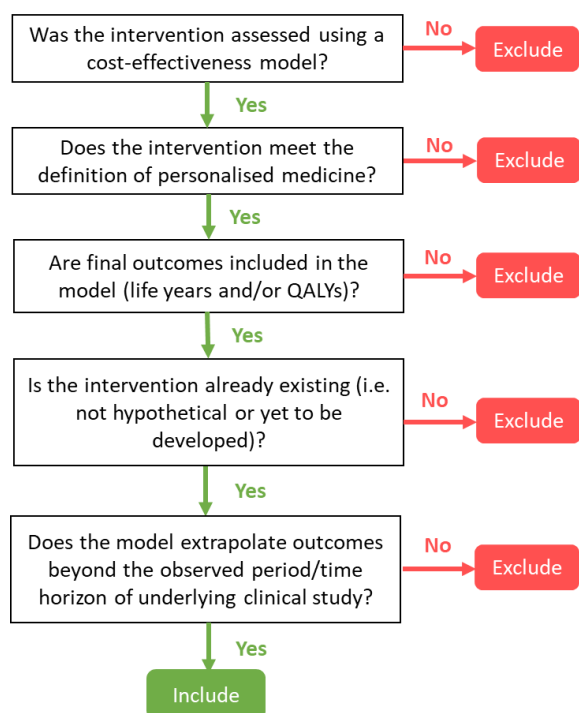 Was the intervention assessed using a
cost-effectiveness model?
No
Exclude
Yes
Does the intervention meet the
definition of personalised medicine?
No
Exclude
Yes
Are final outcomes included in the
model (life years and/or QALYs)?
No
Exclude
Yes
Is the intervention already existing (i.e.
not hypothetical or yet to be
developed)?
No
Exclude
Yes
Does the model extrapolate outcomes
beyond the observed period/time
horizon of underlying clinical study?
No
Exclude
Yes
Include